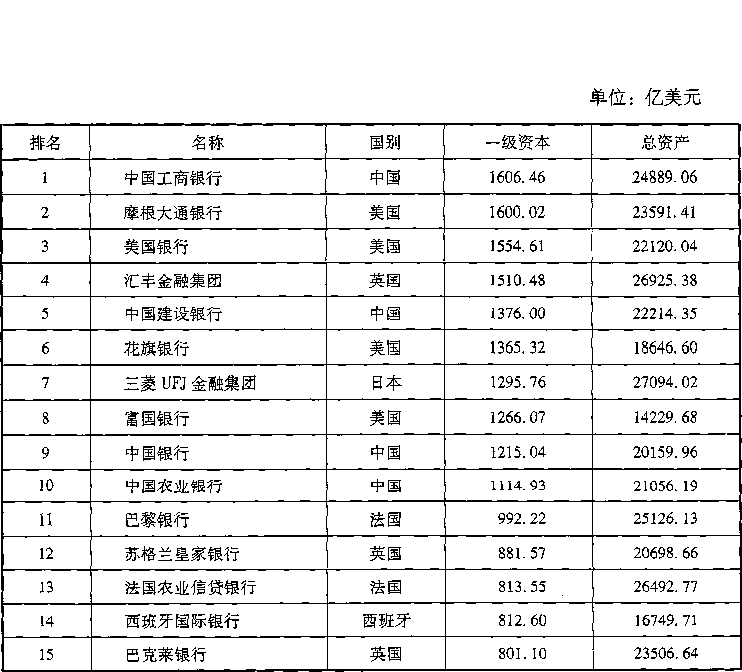 单位：亿美元
排名 名称 国别 一级资本 总资产
1 中国工商银行 中国 1606.46 24889.06
2 摩根大通银行 美国 1600.02 23591.41
3 美国银行 美国 1554.61 22120.04
4 汇丰金融集团 英国 1510.48 26925.38
5 中国建设银行 中国 1376.00 22214.35
6 花旗银行 美国 1365.32 18646.60
7 三菱UFJ金融集团 日本 1295.76 27094.02
8 富国银行 美国 1266.07 14229.68
9 中国银行 中国 1215.04 20159.96
10 中国农业银行 中国 1114.93 21056.19
11 巴黎银行 法国 992.22 25126.13
12 苏格兰皇家银行 英国 881.57 20698.66
13 法国农业信贷银行 法国 813.55 26492.77
14 西班牙国际银行 西班牙 812.60 16749.71
15 巴克莱银行 英国 801.10 23506.64